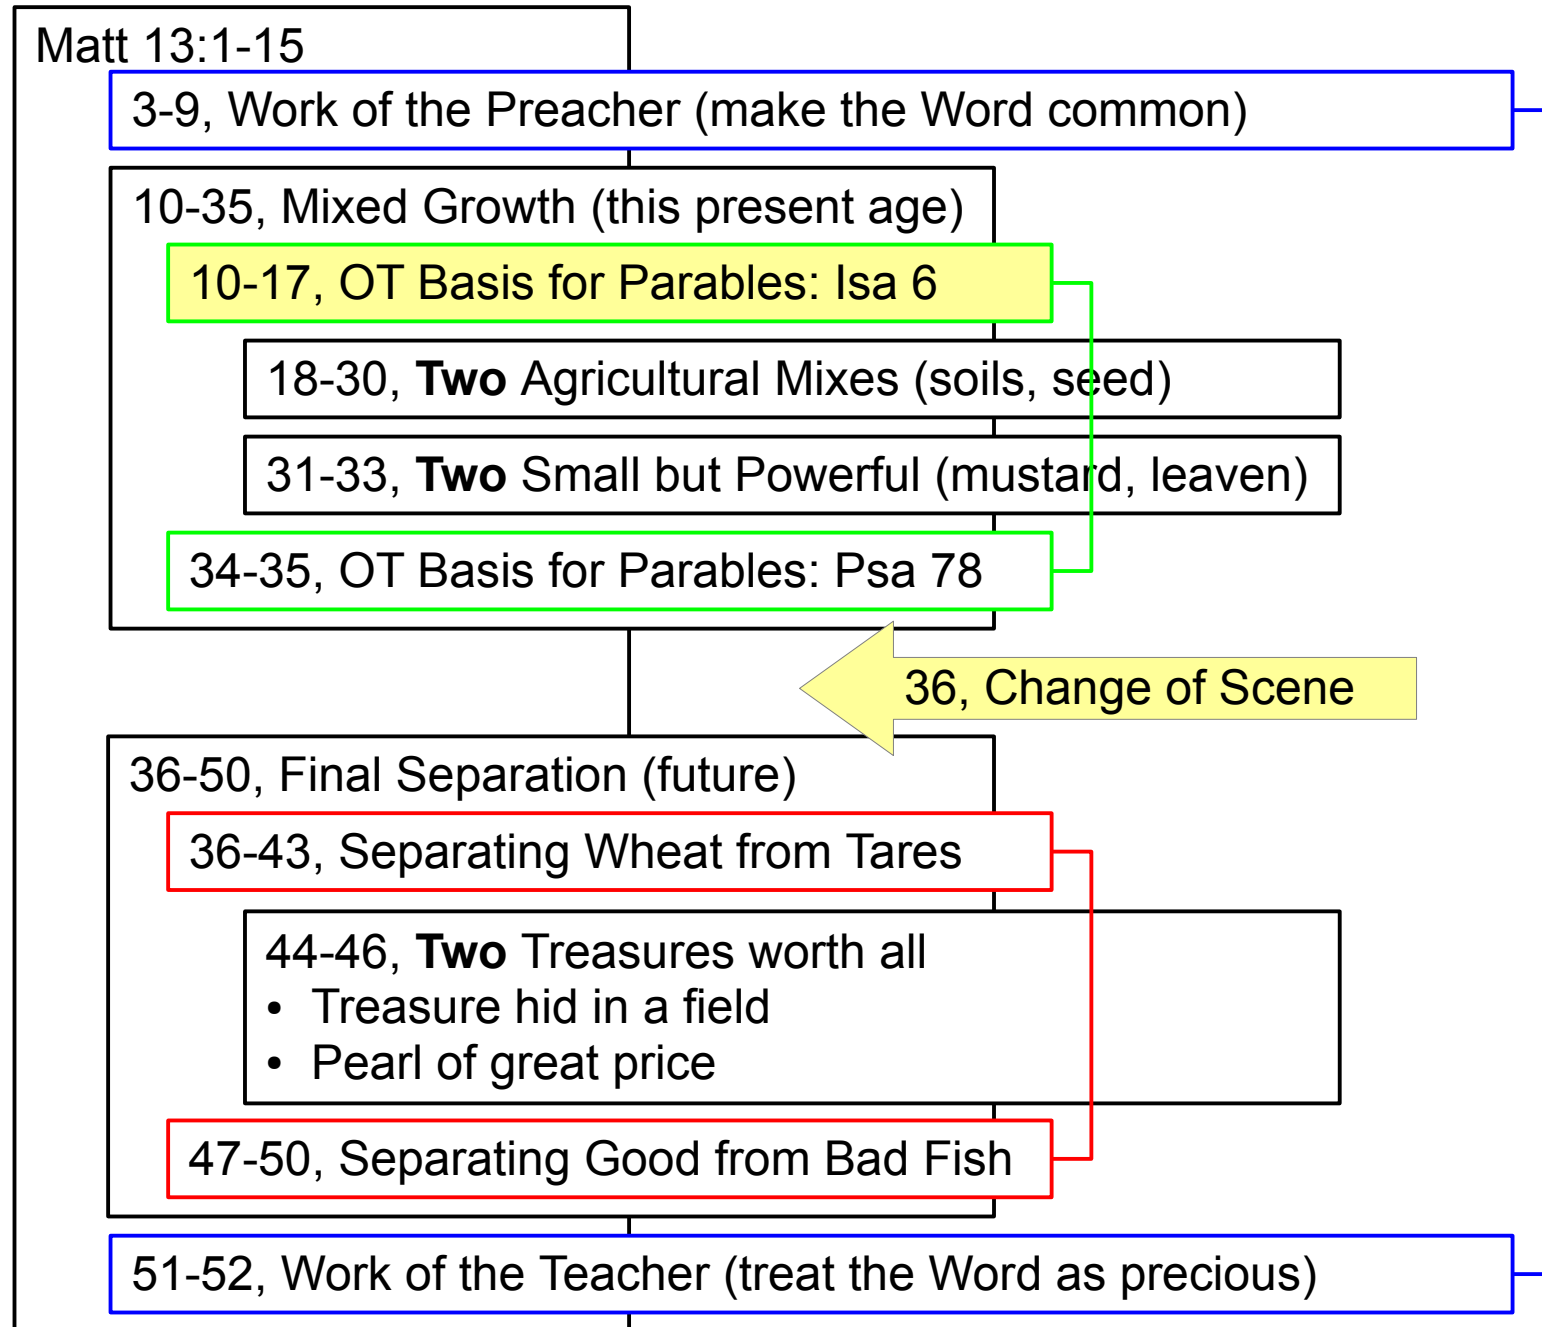 Matt 13:1-15
3-9, Work of the Preacher (make the Word common)
10-35, Mixed Growth (this present age)
10-17, OT Basis for Parables: Isa 6
18-30, Two Agricultural Mixes (soils, seed)
31-33, Two Small but Powerful (mustard, leaven)
34-35, OT Basis for Parables: Psa 78
36, Change of Scene
36-50, Final Separation (future)
36-43, Separating Wheat from Tares
44-46, Two Treasures worth all
• Treasure hid in a field
• Pearl of great price
47-50, Separating Good from Bad Fish
51-52, Work of the Teacher (treat the Word as precious)